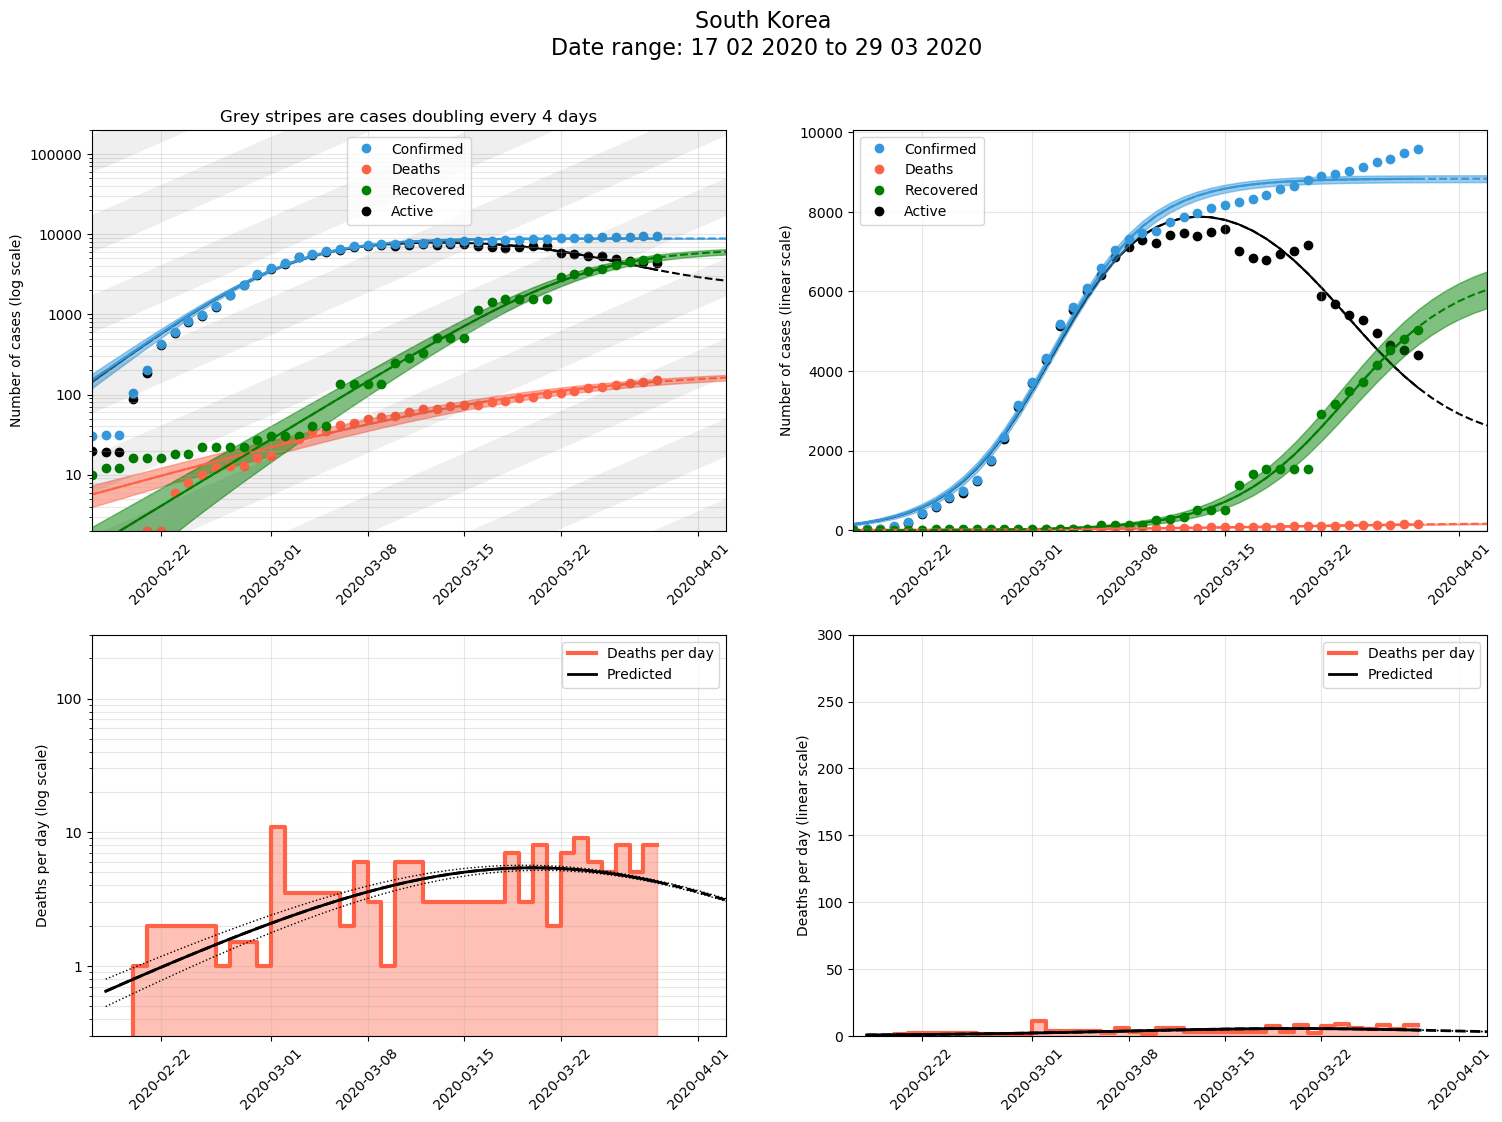 South Korea
Date range: 17 02 2020 to 29 03 2020
Grey stripes are cases doubling every 4 days
Number of cases (log scale)
100000
10000
1000
100
10
Confirmed
Deaths
Recovered
Active
2020-02-22
2020-03-01
2020-03-08
2020-03-15
2020-03-22
2020-04-01
Number of cases (linear scale)
10000
8000
6000
4000
2000
0
Confirmed
Deaths
Recovered
Active
2020-02-22
2020-03-01
2020-03-08
2020-03-15
2020-03-22
2020-04-01
Deaths per day (log scale)
100
10
1
Deaths per day
Predicted
2020-02-22
2020-03-01
2020-03-08
2020-03-15
2020-03-22
2020-04-01
Deaths per day (linear scale)
300
250
200
150
100
50
0
Deaths per day
Predicted
2020-02-22
2020-03-01
2020-03-08
2020-03-15
2020-03-22
2020-04-01